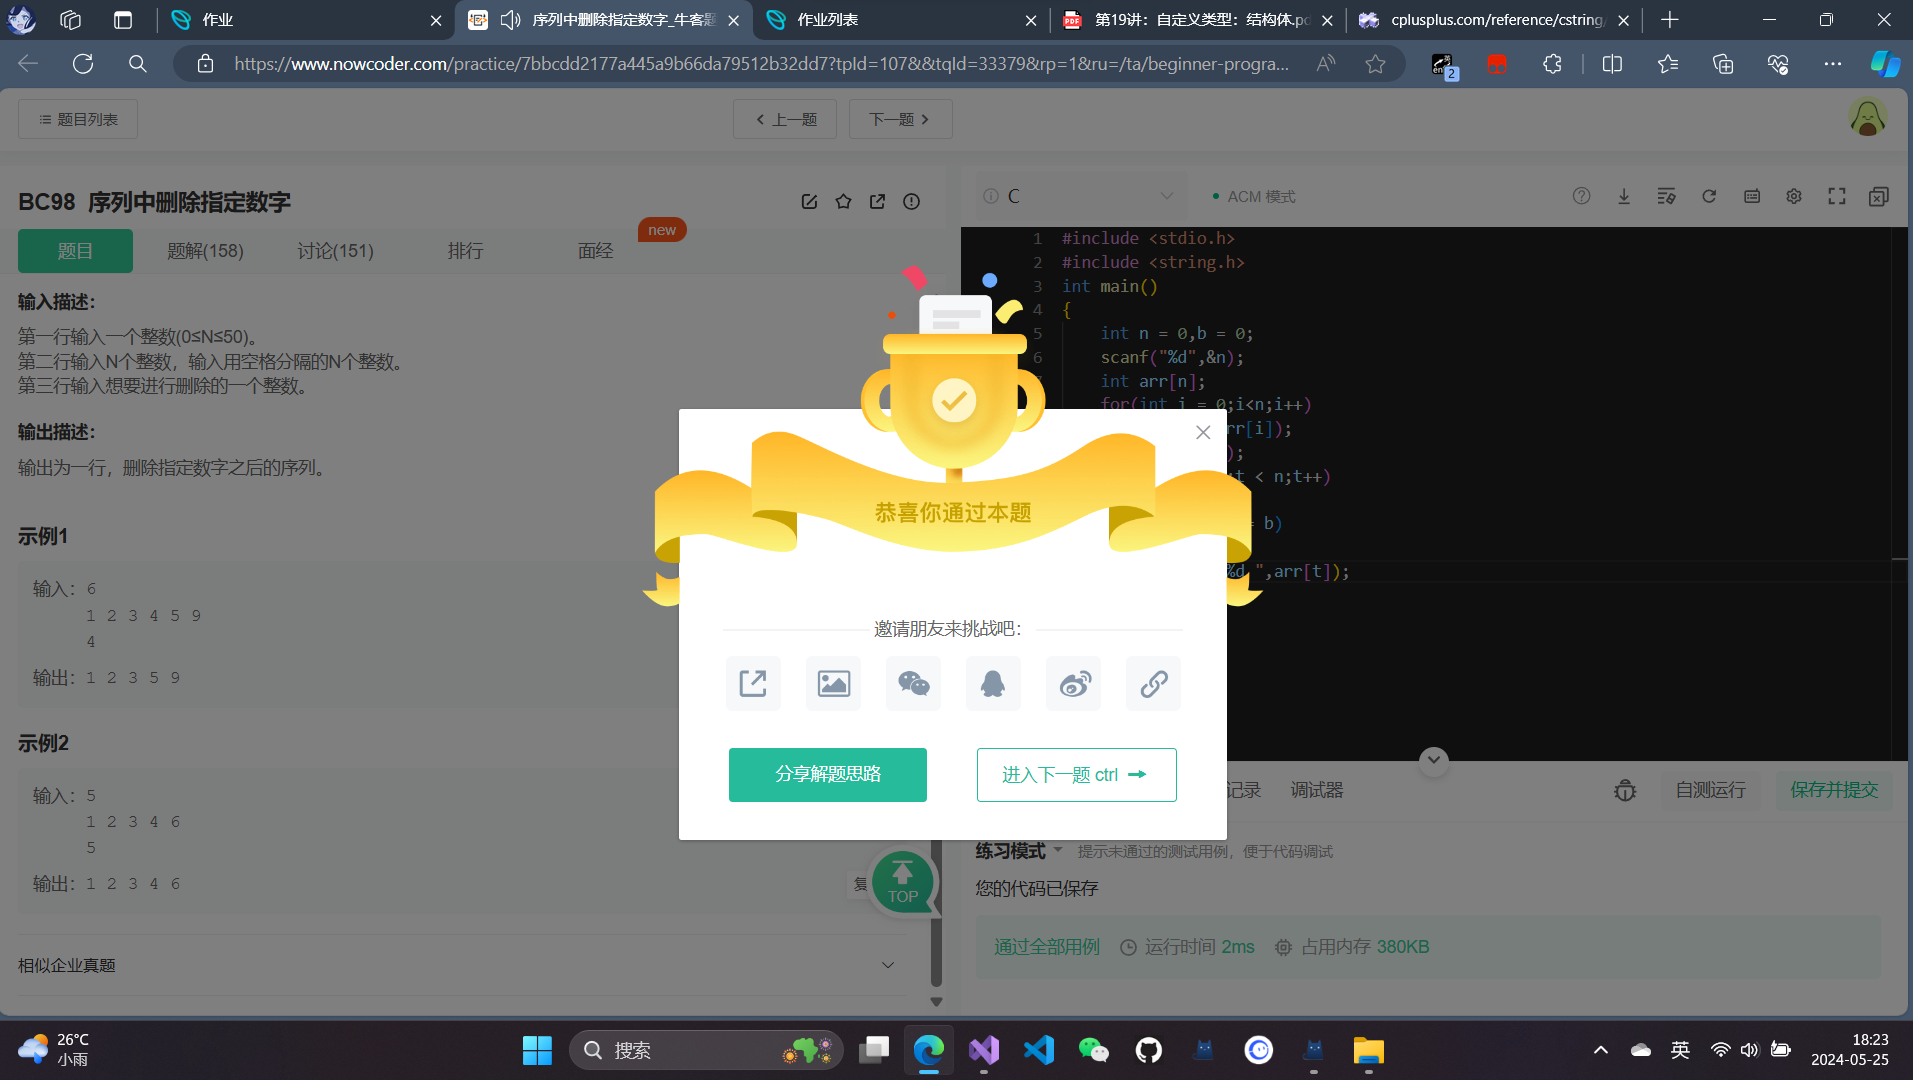 作业
序列中删除指定数字_牛客题
作业列表
第19讲：自定义类型：结构体.pd
cplusplus.com/reference/cstring/
https://www.nowcoder.com/practice/7bbcdd2177a445a9b66da79512b32dd7?tpId=107&&tqId=33379&rp=1&ru=/ta/beginner-progra...
2
题目列表
上一题
下一题
BC98 序列中删除指定数字
题目
题解(158)
讨论(151)
排行
面经
new
输入描述：
第一行输入一个整数(0≤N≤50)。
第二行输入N个整数，输入用空格分隔的N个整数。
第三行输入想要进行删除的一个整数。
输出描述：
输出为一行，删除指定数字之后的序列。
示例1
输入：6
1 2 3 4 5 9
4
输出：1 2 3 5 9
示例2
输入：5
1 2 3 4 6
5
输出：1 2 3 4 6
复
TOP
相似企业真题
C
ACM 模式
1 #include <stdio.h>
2 #include <string.h>
3 int main()
4 {
5 int n = 0,b = 0;
6 scanf("%d",&n);
7 int arr[n];
for(int i = 0;i<n;i++)
rr[i]);
);
t < n;t++)
= b)
%d ",arr[t]);
恭喜你通过本题
邀请朋友来挑战吧：
分享解题思路
进入下一题 ctrl
记录
调试器
自测运行
保存并提交
练习模式
提示未通过的测试用例，便于代码调试
您的代码已保存
通过全部用例
运行时间 2ms
占用内存 380KB
26°C
小雨
搜索
英
18:23
2024-05-25